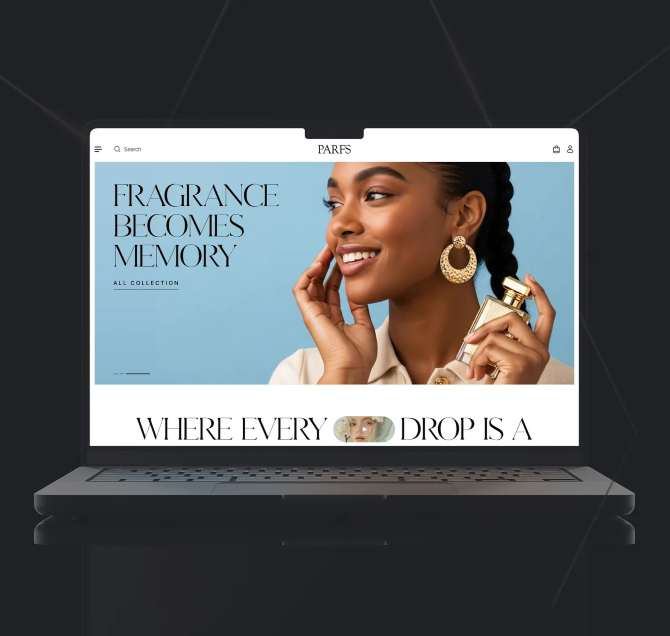 Search
PARFS
FRAGRANCE
BECOMES
MEMORY
ALL COLLECTION
WHERE EVERY DROP IS A